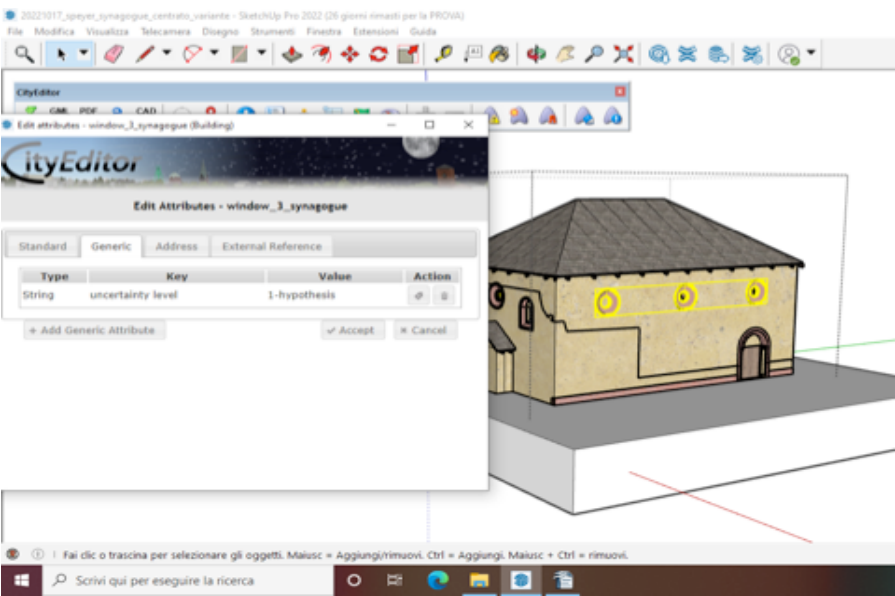 20221017_speyer_synagogue_centrato_variante - SketchUp Pro 2022 (26 giorni rimasti per la PROVA)
File Modifica Visualizza Telecamera Disegno Strumenti Finestra Estensioni Guida
CityEditor
GML PDF CAD
Edit attributes - window_3_synagogue (Building)
CityEditor
Edit Attributes - window_3_synagogue
Standard Generic Address External Reference
Type Key Value Action
String uncertainty level 1-hypothesis
+ Add Generic Attribute Accept × Cancel
Fai clic o trascina per selezionare gli oggetti. Maiusc = Aggiungi/rimuovi. Ctrl = Aggiungi. Maiusc + Ctrl = rimuovi.
Scrivi qui per eseguire la ricerca